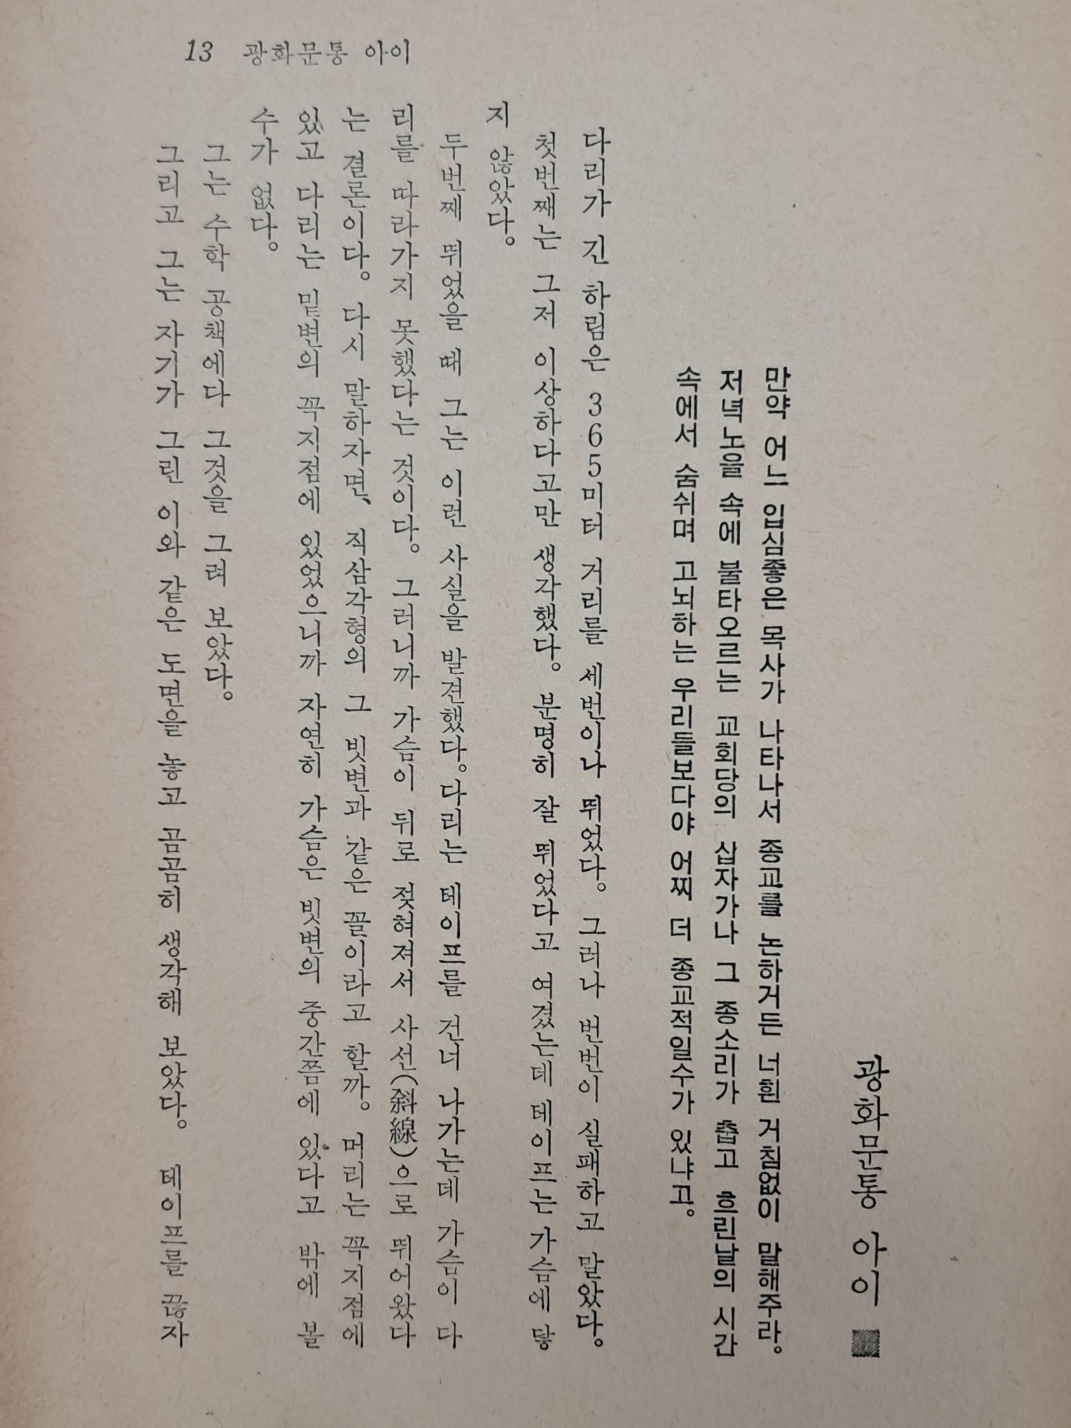 13 광화문통 아이
광화문통 아이
만약 어느 입심좋은 목사가 나타나서 종교를 논하거든 너흰 거침없이 말해주라.
저녁노을 속에 불타오르는 교회당의 십자가나 그 종소리가 춥고 흐린날의 시간
속에서 숨쉬며 고뇌하는 우리들보다야 어찌 더 종교적일수가 있냐고.
다리가 긴 하림은 365미터 거리를 세번이나 뛰었다. 그러나 번번이 실패하고 말았다.
첫번째는 그저 이상하다고만 생각했다. 분명히 잘 뛰었다고 여겼는데 테이프는 가슴에 닿
지 않았다.
두번째 뛰었을 때 그는 이런 사실을 발견했다. 다리는 테이프를 건너 나가는데 가슴이 다
리를 따라가지 못했다는 것이다. 그러니까 가슴이 뒤로 젖혀져서 사선(斜線)으로 뛰어왔다
는 결론이다. 다시 말하자면, 직삼각형의 그 빗변과 같은 꼴이라고 할까. 머리는 꼭지점에
있고 다리는 밑변의 꼭지점에 있었으니까 자연히 가슴은 빗변의 중간쯤에 있다고 밖에 볼
수가 없다.
그는 수학 공책에다 그것을 그려 보았다.
그리고 그는 자기가 그린 이와 같은 도면을 놓고 곰곰히 생각해 보았다. 테이프를 끊자